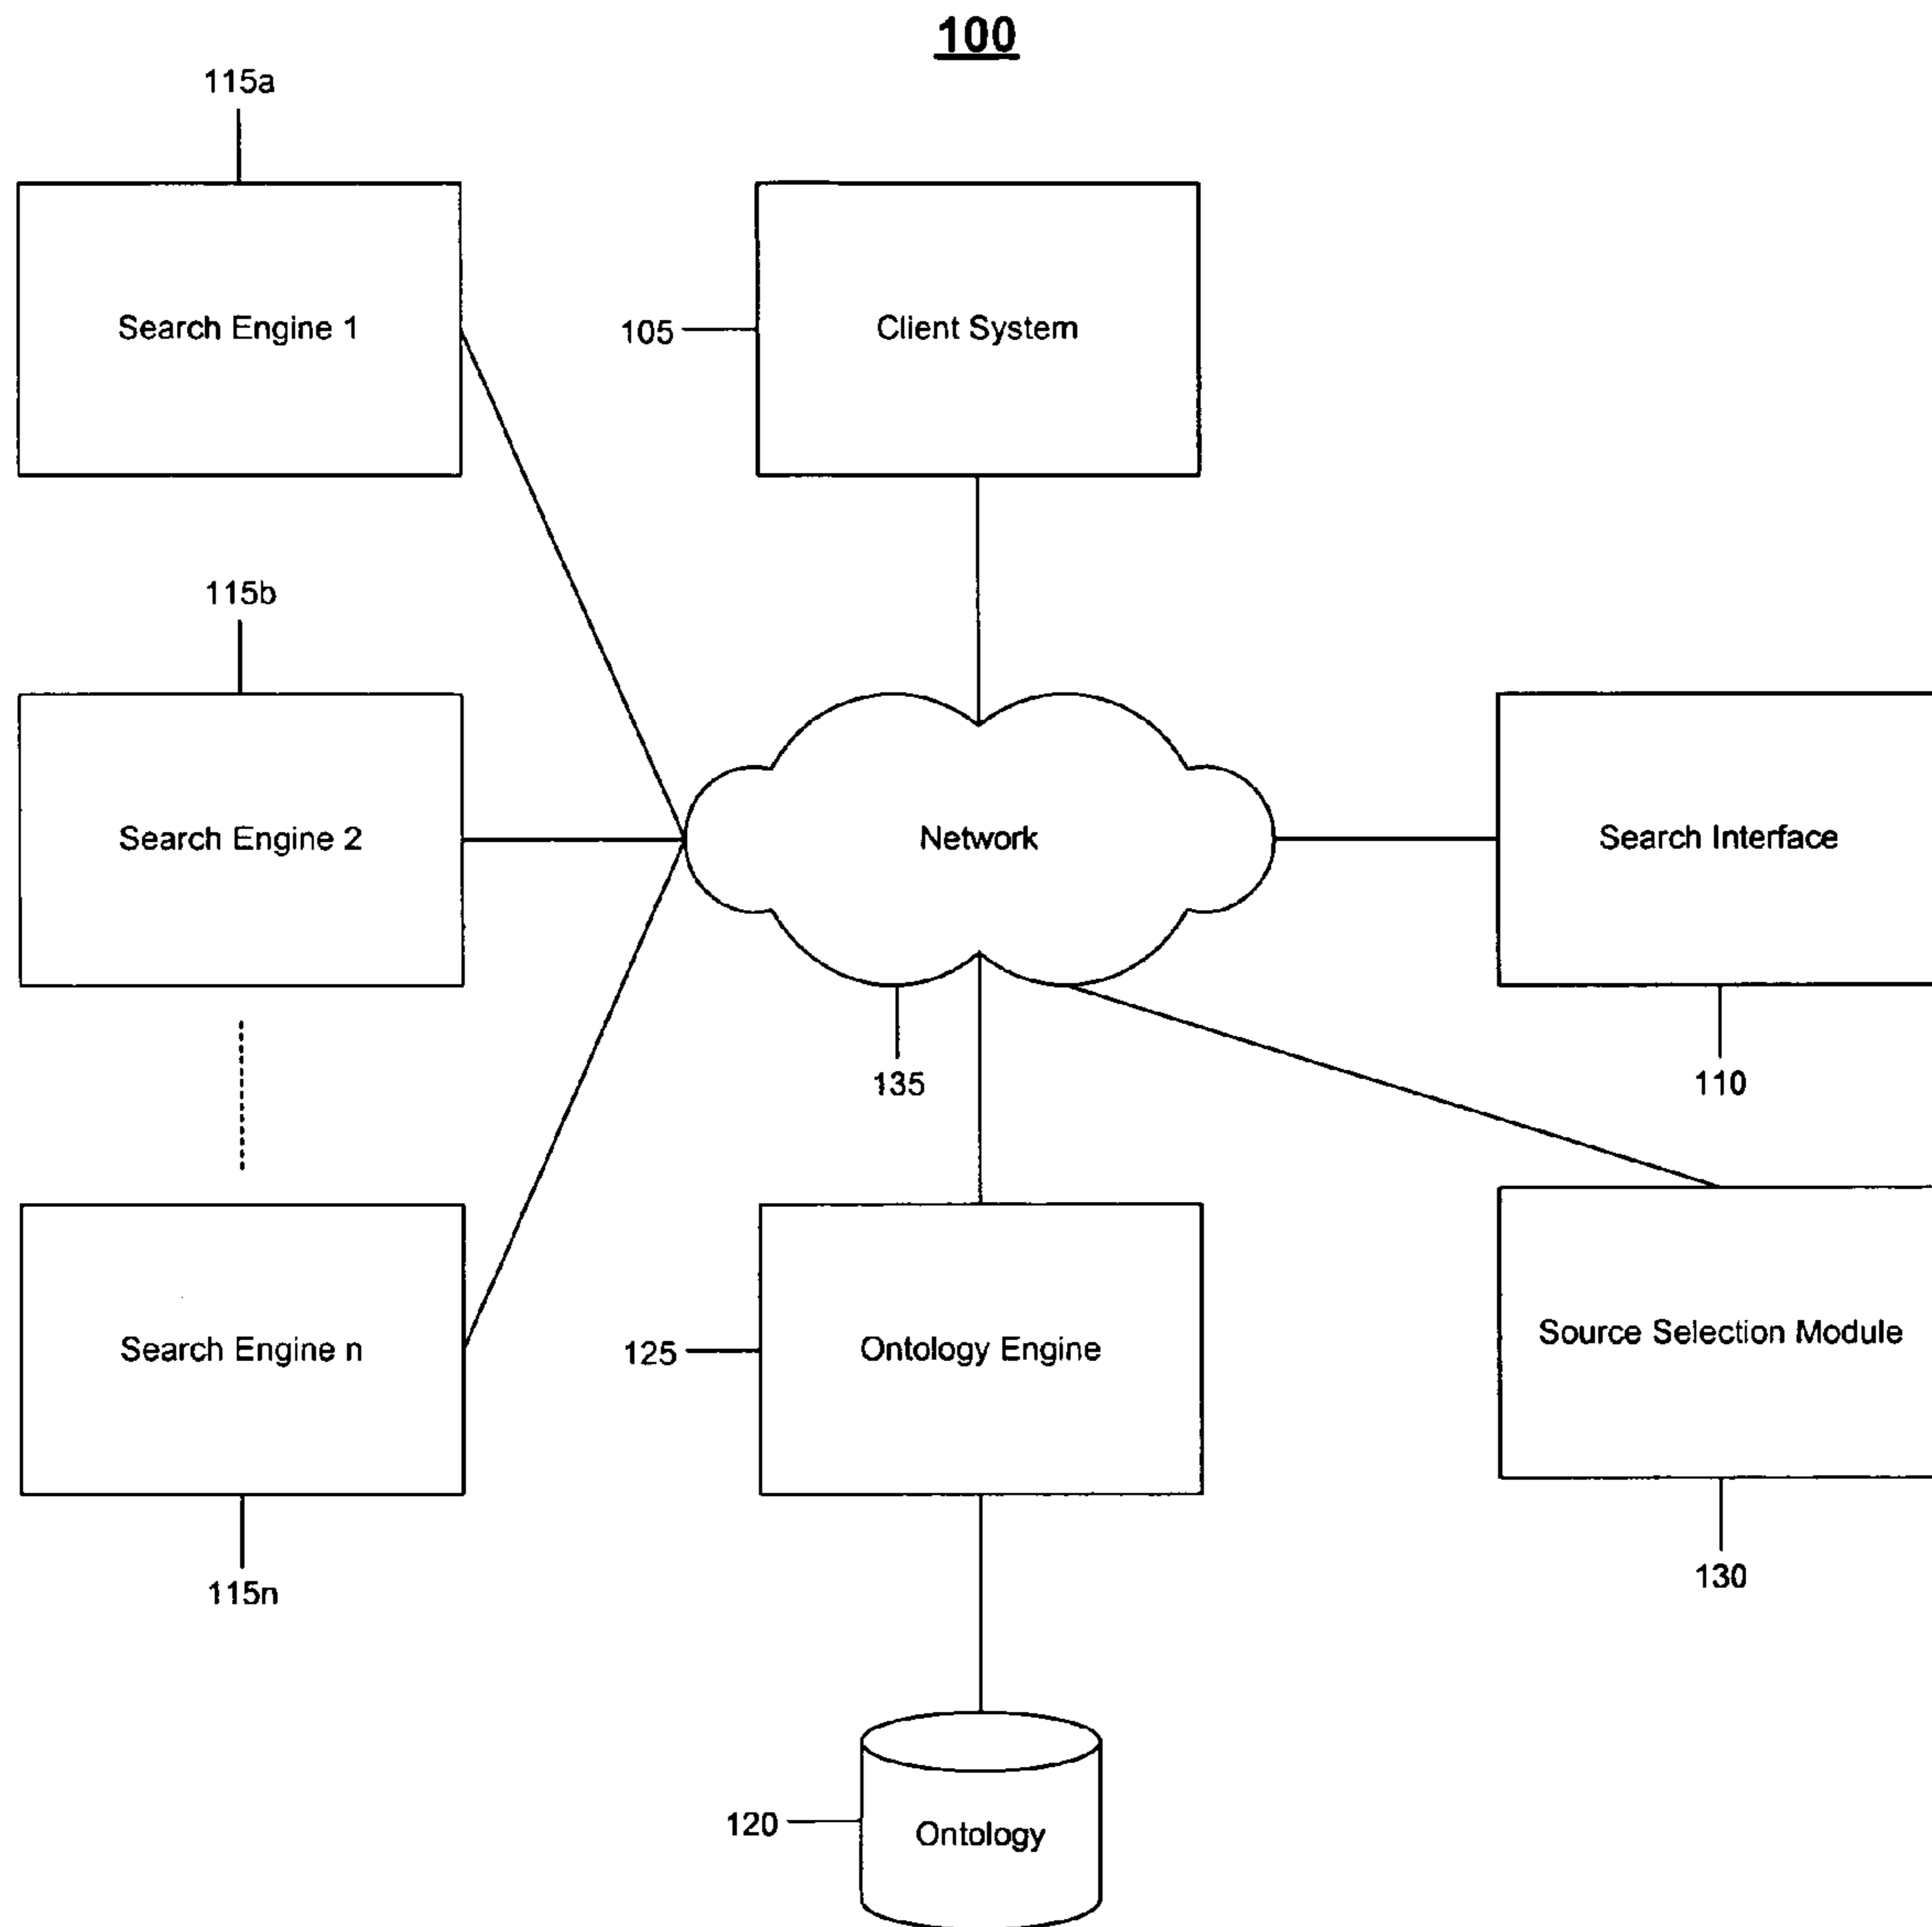 100
115a
Search Engine 1
105
Client System
115b
Search Engine 2
Network
Search Interface
135
110
Search Engine n
125
Ontology Engine
Source Selection Module
115n
130
120
Ontology